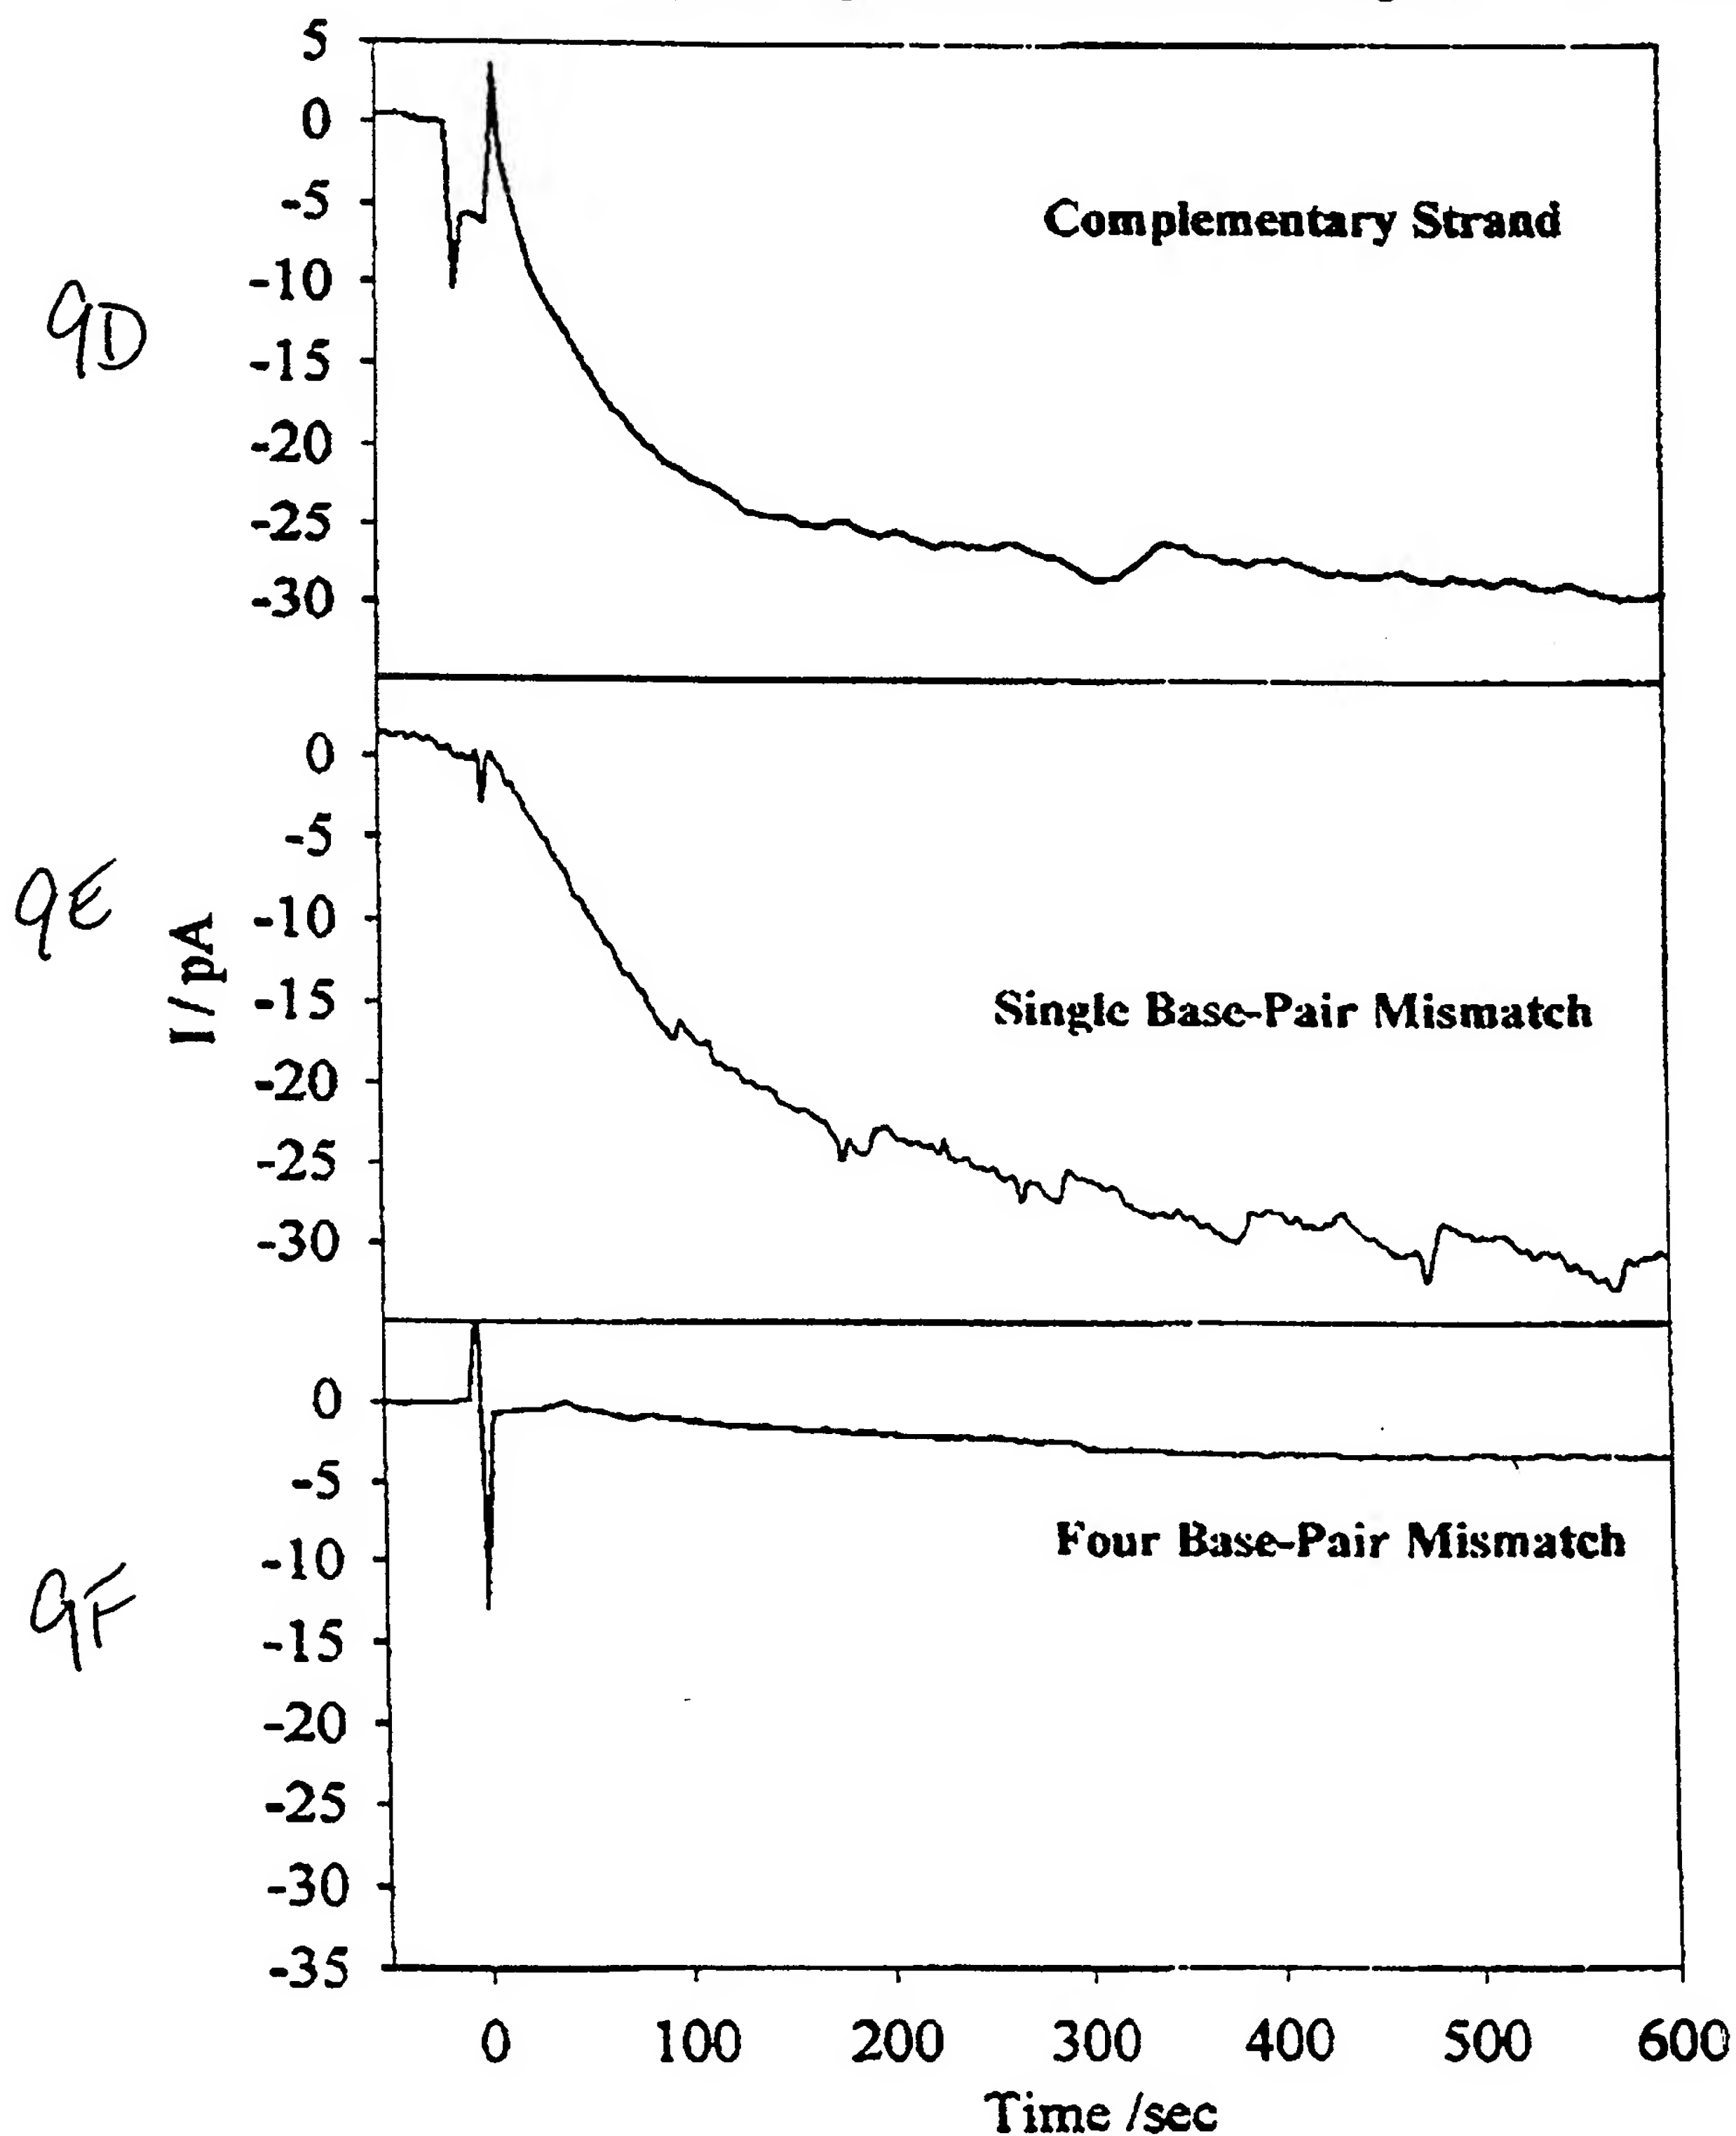 5
0
-5
-10
-15
-20
-25
-30
Complementary Strand
9D
0
-5
-10
-15
-20
-25
-30
Single Base-Pair Mismatch
9E
I/pA
0
-5
-10
-15
-20
-25
-30
-35
Four Base-Pair Mismatch
9F
0 100 200 300 400 500 600
Time /sec